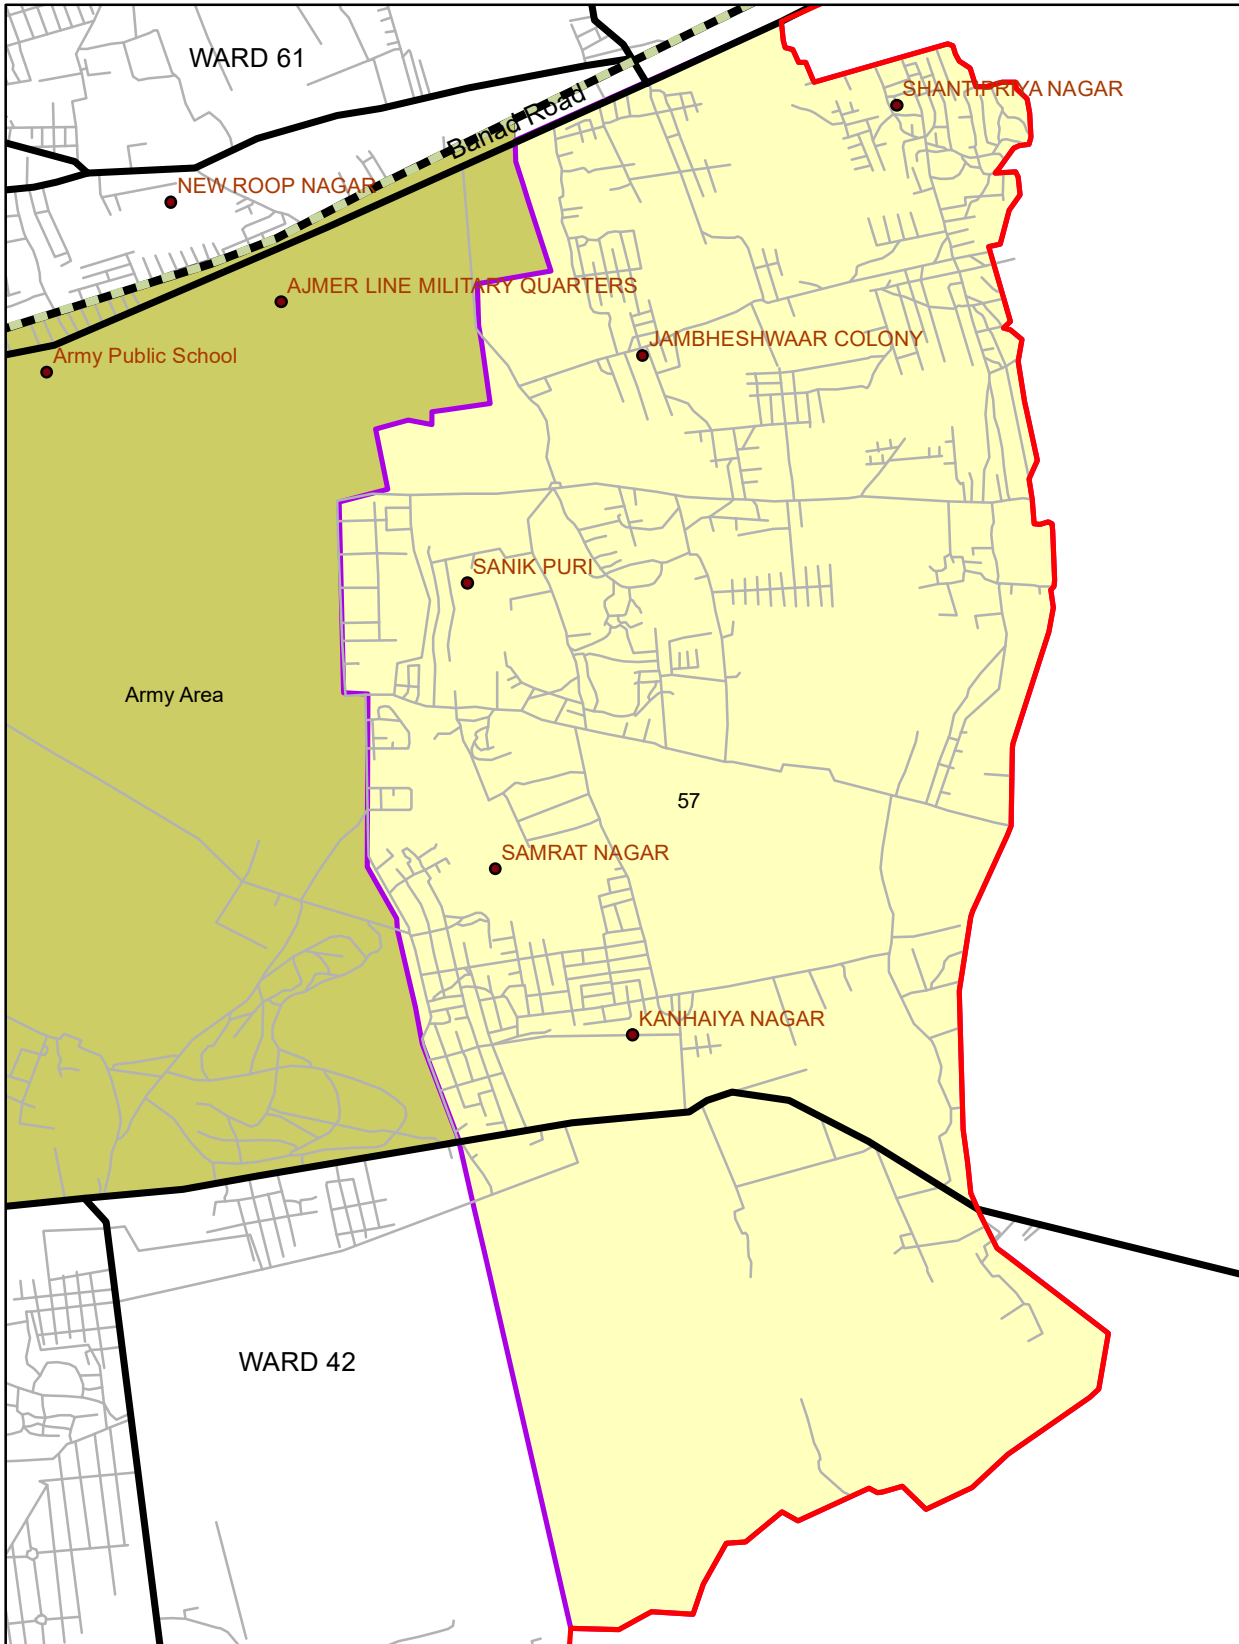 WARD 61
SHANTIPRIYA NAGAR
Banad Road
NEW ROOP NAGAR
AJMER LINE MILITARY QUARTERS
JAMBHESHWAAR COLONY
Army Public School
SANIK PURI
Army Area
57
SAMRAT NAGAR
KANHAIYA NAGAR
WARD 42